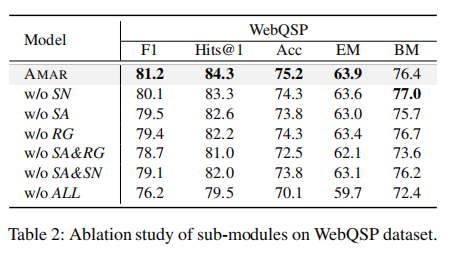 Model WebQSP
F1 Hits@1 Acc EM BM
AMAR 81.2 84.3 75.2 63.9 76.4
w/o SN 80.1 83.3 74.3 63.6 77.0
w/o SA 79.5 82.6 73.8 63.0 75.7
w/o RG 79.4 82.2 74.3 63.4 76.7
w/o SA&RG 78.7 81.0 72.5 62.1 73.6
w/o SA&SN 79.1 82.0 73.8 63.1 76.2
w/o ALL 76.2 79.5 70.1 59.7 72.4
Table 2: Ablation study of sub-modules on WebQSP dataset.